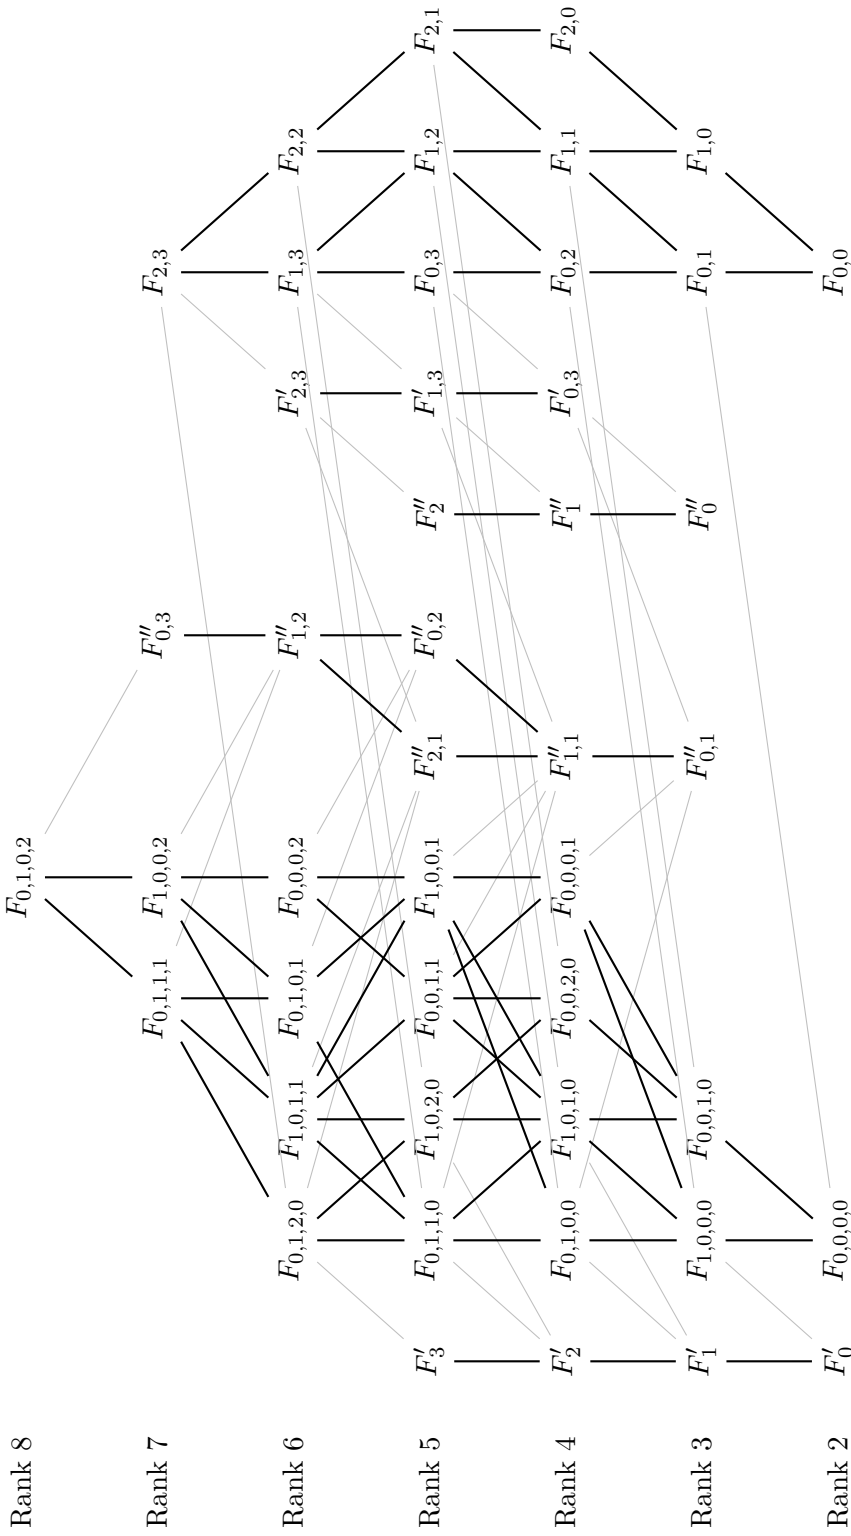 Rank 8 F_{0,1,0,2}
Rank 7 F_{0,1,1,1} F_{1,0,0,2} F''_{0,3} F_{2,3}
Rank 6 F_{0,1,2,0} F_{1,0,1,1} F_{0,1,0,1} F_{0,0,0,2} F''_{1,2} F'_{2,3} F_{1,3} F_{2,2}
Rank 5 F'_3 F_{0,1,1,0} F_{1,0,2,0} F_{0,0,1,1} F_{1,0,0,1} F''_{2,1} F''_{0,2} F''_2 F'_{1,3} F_{0,3} F_{1,2} F_{2,1}
Rank 4 F'_2 F_{0,1,0,0} F_{1,0,1,0} F_{0,0,2,0} F_{0,0,0,1} F''_{1,1} F''_1 F'_{0,3} F_{0,2} F_{1,1} F_{2,0}
Rank 3 F'_1 F_{1,0,0,0} F_{0,0,1,0} F''_{0,1} F''_0 F_{0,1} F_{1,0}
Rank 2 F'_0 F_{0,0,0,0} F_{0,0}